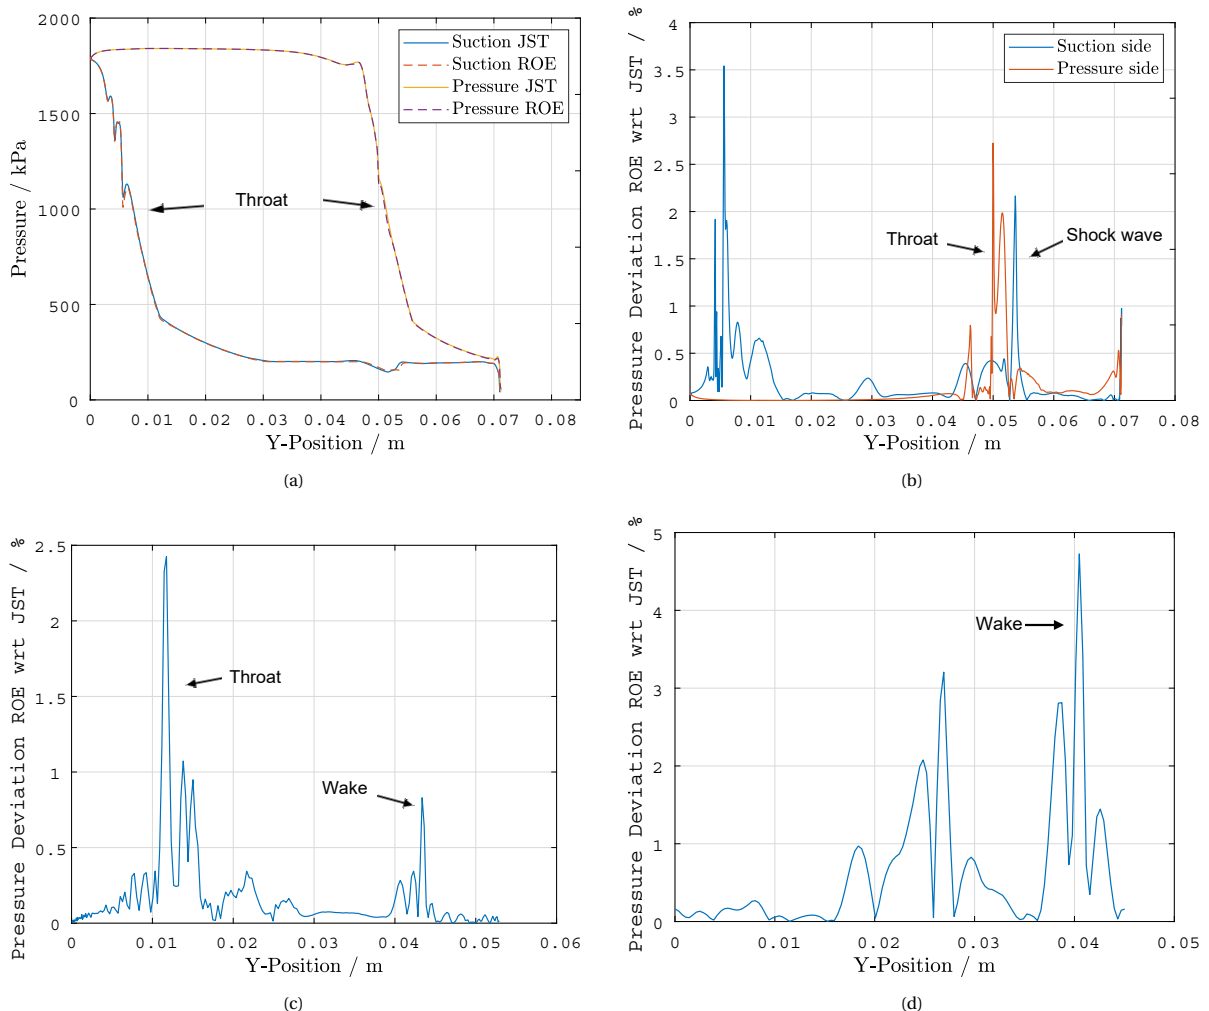 2000
1500
1000
500
0
Pressure / kPa
Suction JST
Suction ROE
Pressure JST
Pressure ROE
Throat
0 0.01 0.02 0.03 0.04 0.05 0.06 0.07 0.08
Y-Position / m
(a)
4
3.5
3
2.5
2
1.5
1
0.5
0
Pressure Deviation ROE wrt JST / %
Suction side
Pressure side
Throat
Shock wave
0 0.01 0.02 0.03 0.04 0.05 0.06 0.07 0.08
Y-Position / m
(b)
2.5
2
1.5
1
0.5
0
Pressure Deviation ROE wrt JST / %
Throat
Wake
0 0.01 0.02 0.03 0.04 0.05 0.06
Y-Position / m
(c)
5
4
3
2
1
0
Pressure Deviation ROE wrt JST / %
Wake
0 0.01 0.02 0.03 0.04 0.05
Y-Position / m
(d)